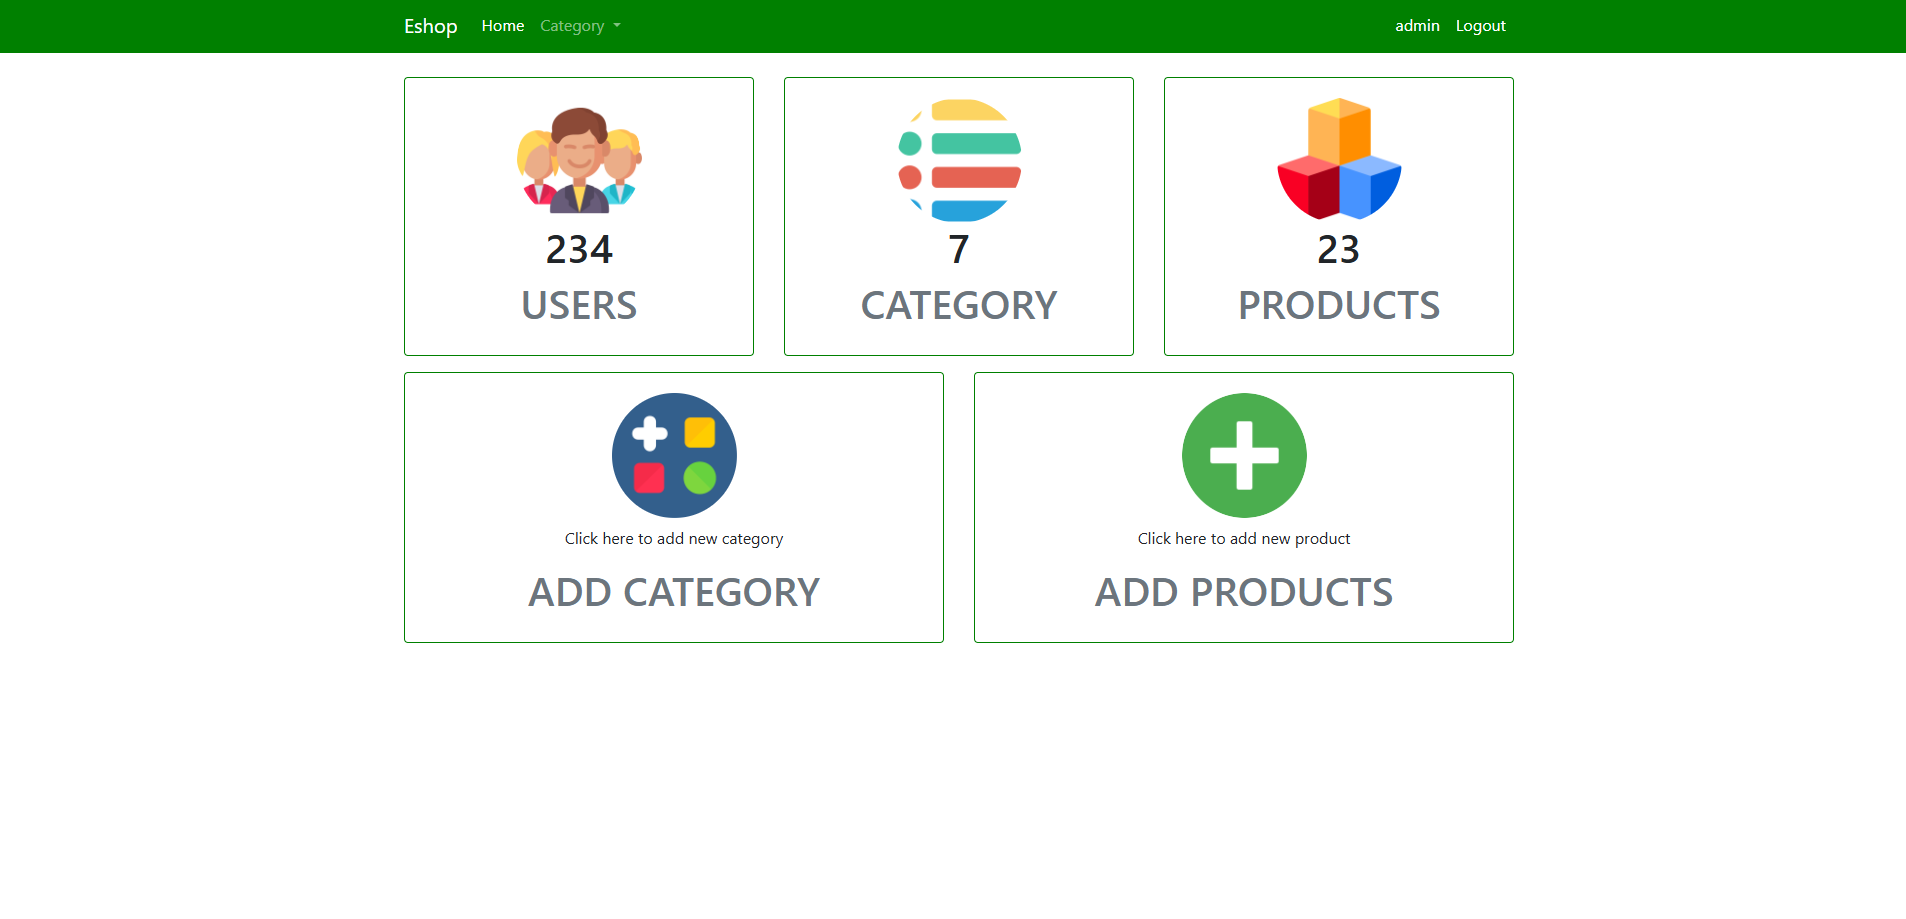 Eshop Home Category admin Logout
234 7 23
USERS CATEGORY PRODUCTS
Click here to add new category Click here to add new product
ADD CATEGORY ADD PRODUCTS